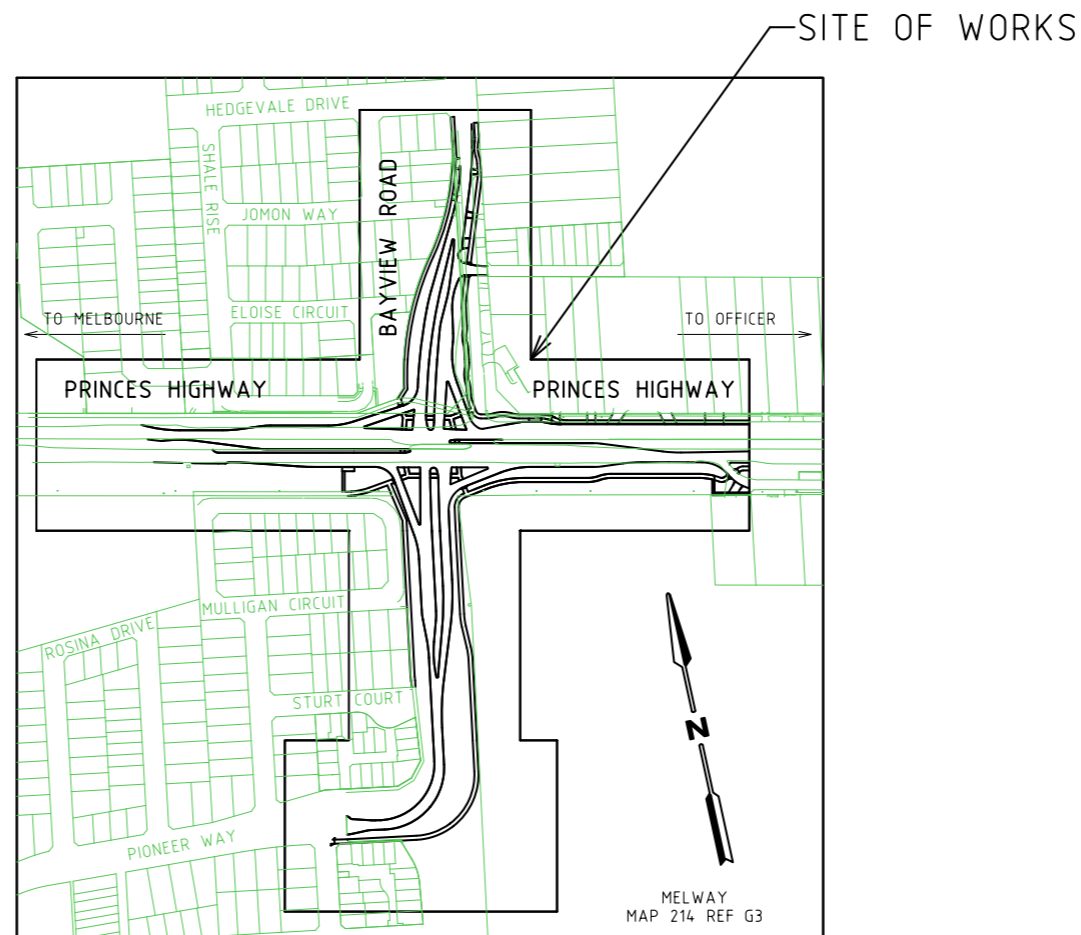 SITE OF WORKS
HEDGEVALE DRIVE
SHALE RISE
BAYVIEW ROAD
JOMON WAY
ELOISE CIRCUIT
TO MELBOURNE
TO OFFICER
PRINCES HIGHWAY
PRINCES HIGHWAY
MULLIGAN CIRCUIT
ROSINA DRIVE
STURT COURT
N
PIONEER WAY
MELWAY
MAP 214 REF G3